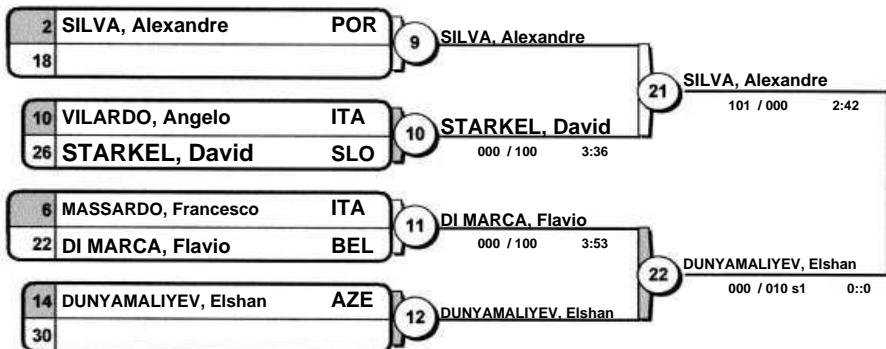 2 SILVA, Alexandre POR
18
9
SILVA, Alexandre
10 VILARDO, Angelo ITA
26 STARKEL, David SLO
10
STARKEL, David
000 / 100 3:36
21
SILVA, Alexandre
101 / 000 2:42
6 MASSARDO, Francesco ITA
22 DI MARCA, Flavio BEL
11
DI MARCA, Flavio
000 / 100 3:53
14 DUNYAMALIYEV, Elshan AZE
30
12
DUNYAMALIYEV, Elshan
22
DUNYAMALIYEV, Elshan
000 / 010 s1 0::0